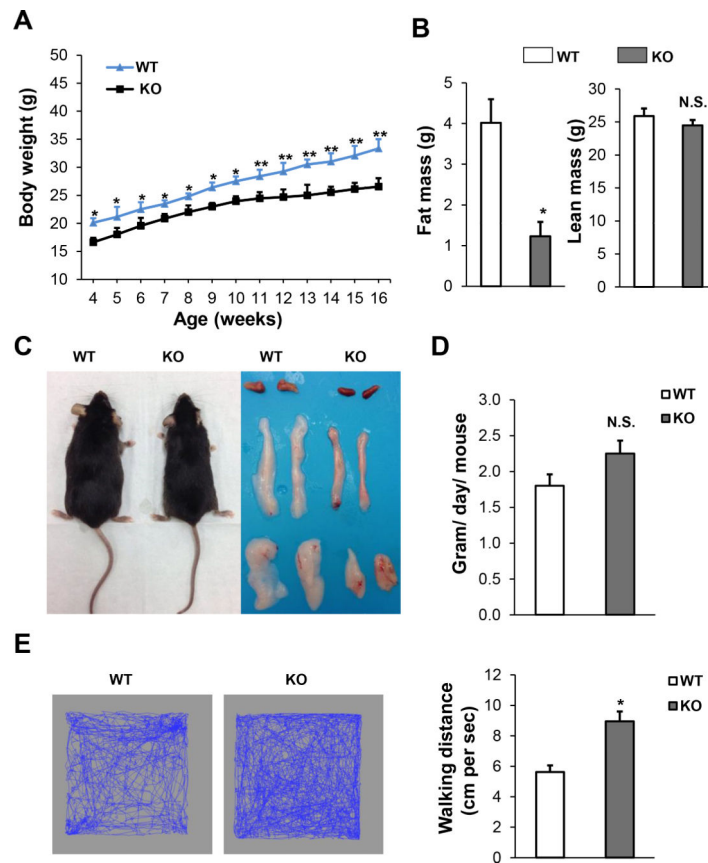 A
Body weight (g)
50
45
40
35
30
25
20
15
10
WT
KO
* * * * * * * ** ** ** ** ** **
4 5 6 7 8 9 10 11 12 13 14 15 16
Age (weeks)
B
WT KO
Fat mass (g)
5
4
3
2
1
0
*
Lean mass (g)
30
25
20
15
10
5
0
N.S.
C
WT KO WT KO
D
Gram/ day/ mouse
3.0
2.5
2.0
1.5
1.0
0.5
0.0
N.S.
WT
KO
E
WT KO
Walking distance
(cm per sec)
12
10
8
6
4
2
0
*
WT
KO